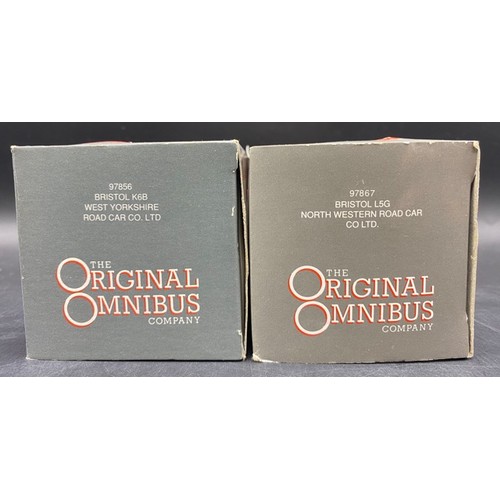 97856
BRISTOL K6B
WEST YORKSHIRE
ROAD CAR CO. LTD
THE
ORIGINAL
OMNIBUS
COMPANY
97867
BRISTOL L5G
NORTH WESTERN ROAD CAR
CO LTD.
THE
ORIGINAL
OMNIBUS
COMPANY